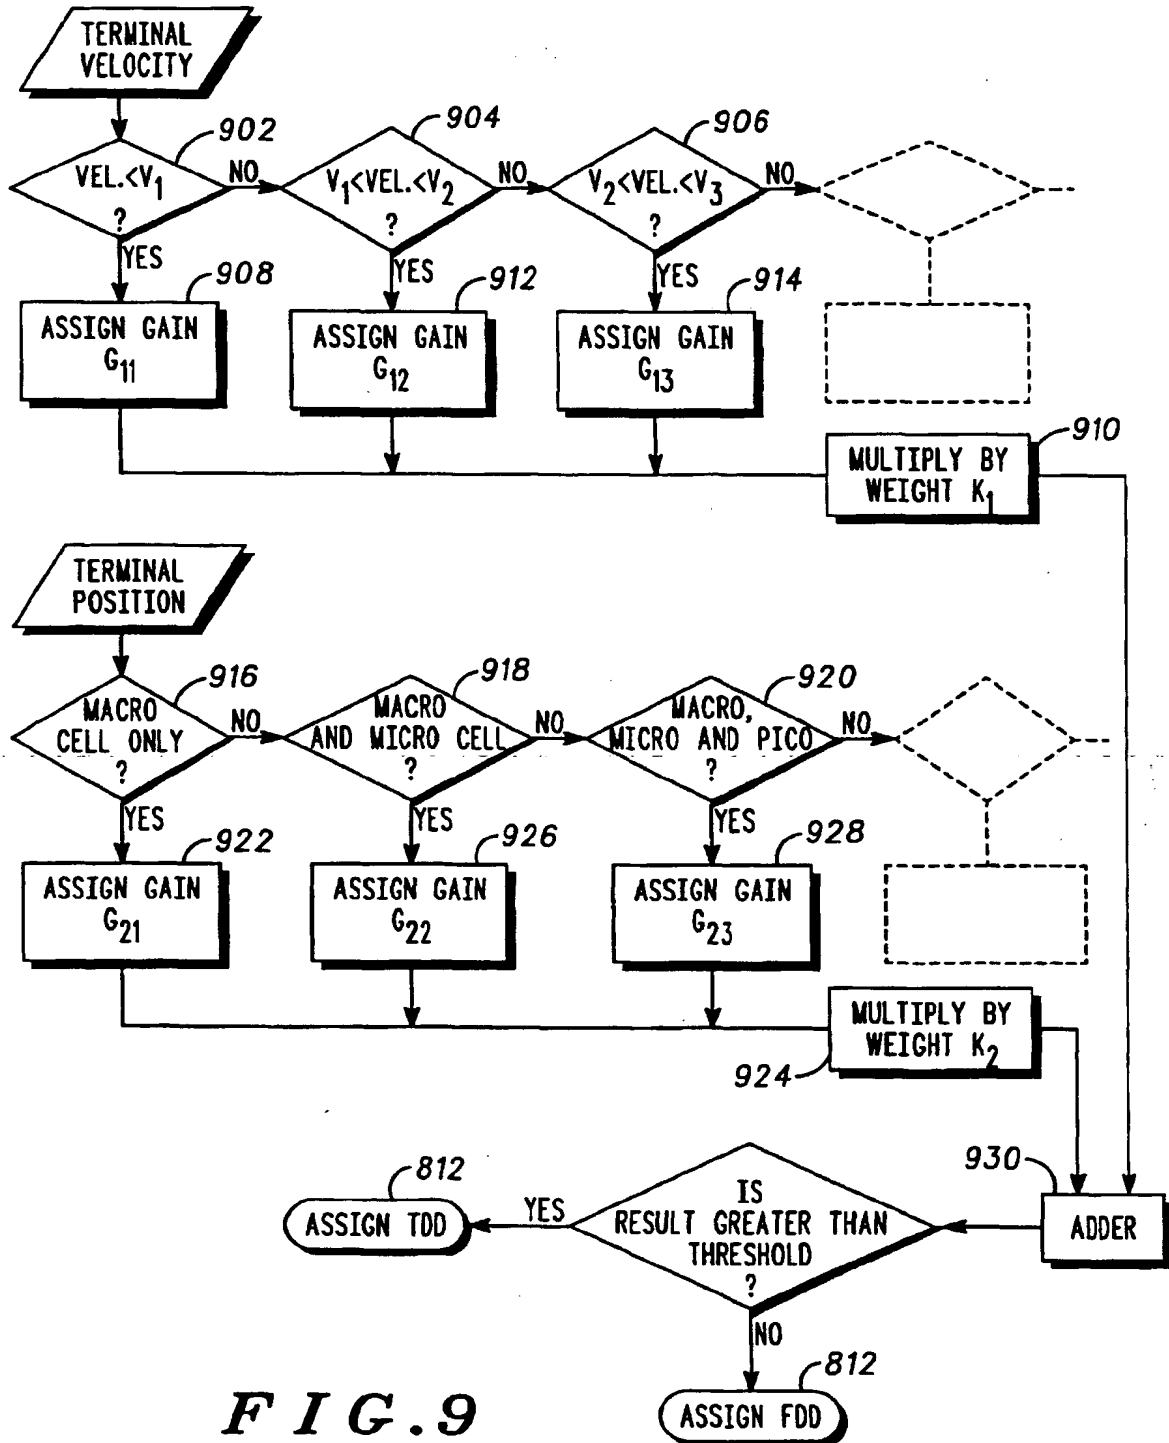 TERMINAL
VELOCITY
902
904
906
VEL.<V1
?
NO
V1<VEL.<V2
?
NO
V2<VEL.<V3
?
NO
YES
YES
YES
908
912
914
ASSIGN GAIN
G11
ASSIGN GAIN
G12
ASSIGN GAIN
G13
910
MULTIPLY BY
WEIGHT K1
TERMINAL
POSITION
916
918
920
MACRO
CELL ONLY
?
NO
MACRO
AND MICRO CELL
?
NO
MACRO,
MICRO AND PICO
?
NO
YES
YES
YES
922
926
928
ASSIGN GAIN
G21
ASSIGN GAIN
G22
ASSIGN GAIN
G23
MULTIPLY BY
WEIGHT K2
924
812
930
ASSIGN TDD
YES
IS
RESULT GREATER THAN
THRESHOLD
?
ADDER
NO
812
ASSIGN FDD
FIG.9